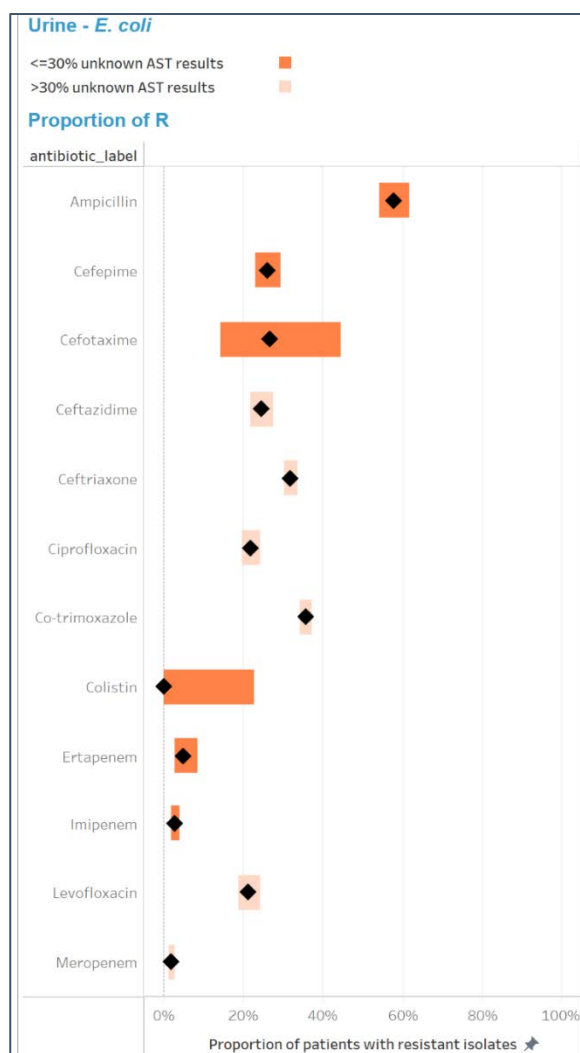 Urine - E. coli
<=30% unknown AST results
>30% unknown AST results
Proportion of R
antibiotic_label
Ampicillin
Cefepime
Cefotaxime
Ceftazidime
Ceftriaxone
Ciprofloxacin
Co-trimoxazole
Colistin
Ertapenem
Imipenem
Levofloxacin
Meropenem
0% 20% 40% 60% 80% 100%
Proportion of patients with resistant isolates